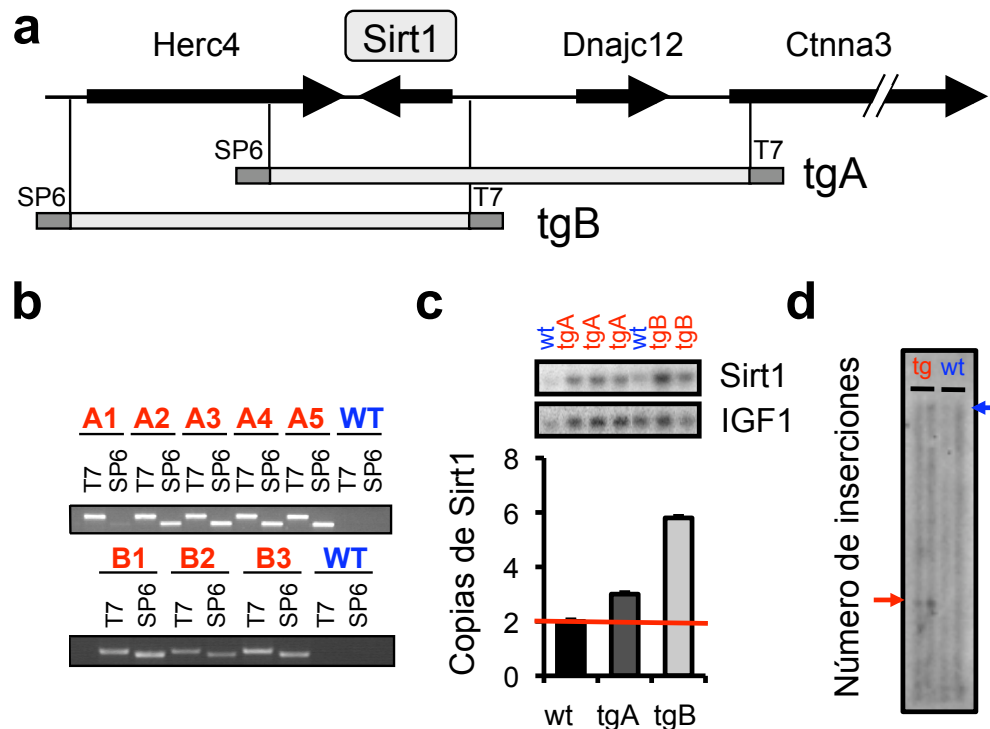 a
Herc4
Sirt1
Dnajc12
Ctnna3
SP6
T7
tgA
SP6
T7
tgB
b
A1 A2 A3 A4 A5 WT
T7 SP6 T7 SP6 T7 SP6 T7 SP6 T7 SP6 T7 SP6
B1 B2 B3 WT
T7 SP6 T7 SP6 T7 SP6 T7 SP6
c
wt tgA tgA tgA wt tgB tgB
Sirt1
IGF1
Copias de Sirt1
8
6
4
2
0
wt tgA tgB
d
tg wt
Número de inserciones